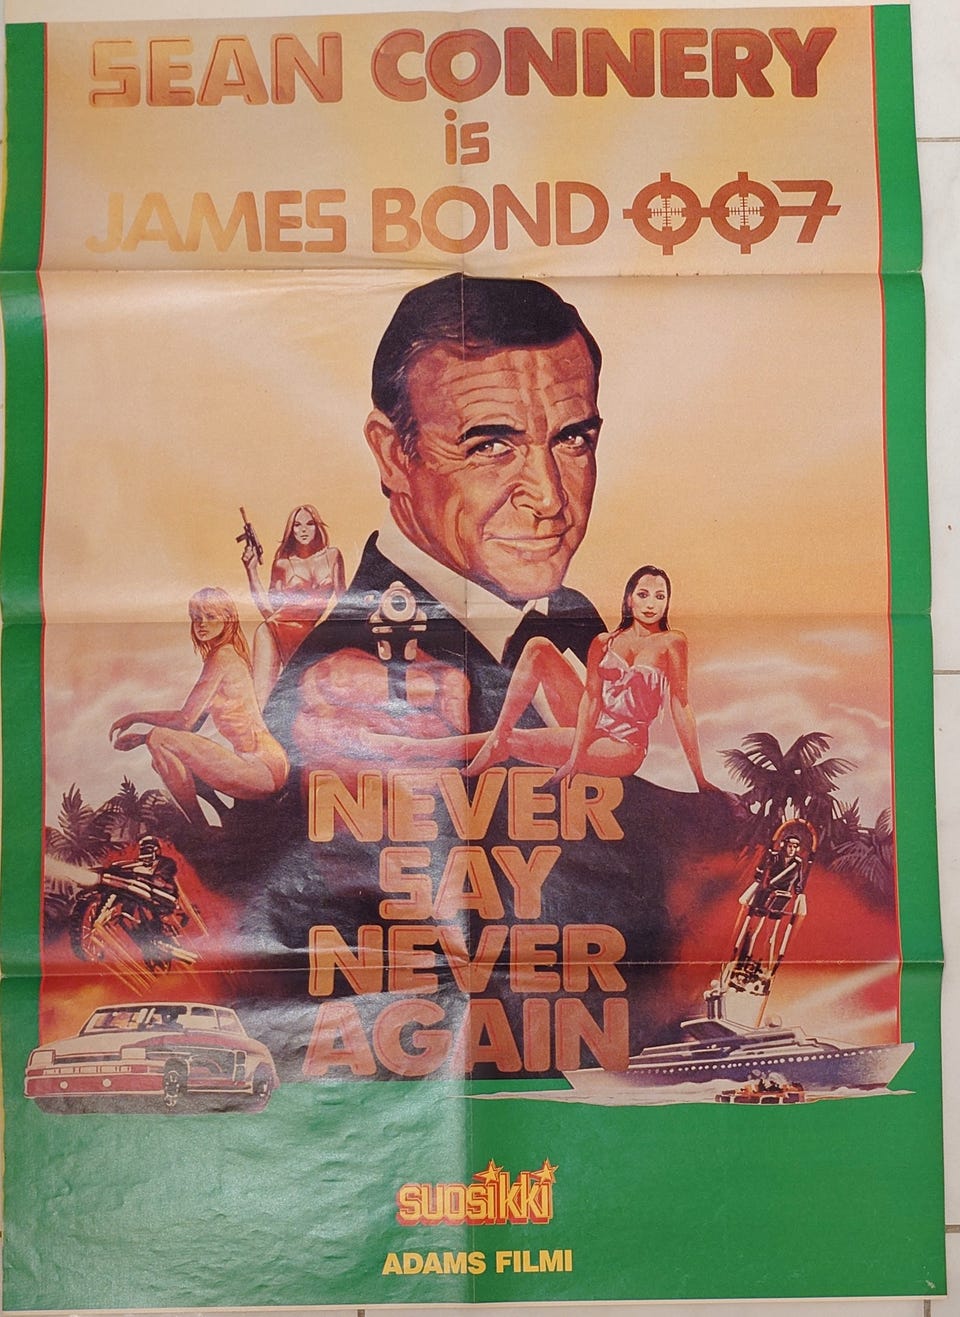 SEAN CONNERY
is
JAMES BOND 007
NEVER
SAY
NEVER
AGAIN
SUOSIKKI
ADAMS FILMI